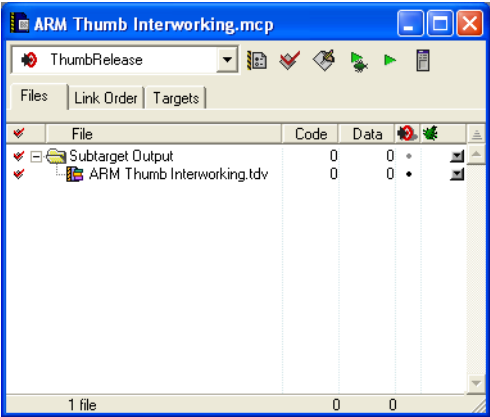 ARM Thumb Interworking.mcp
ThumbRelease
Files Link Order Targets
File Code Data
Subtarget Output 0 0
ARM Thumb Interworking.tdv 0 0
1 file 0 0